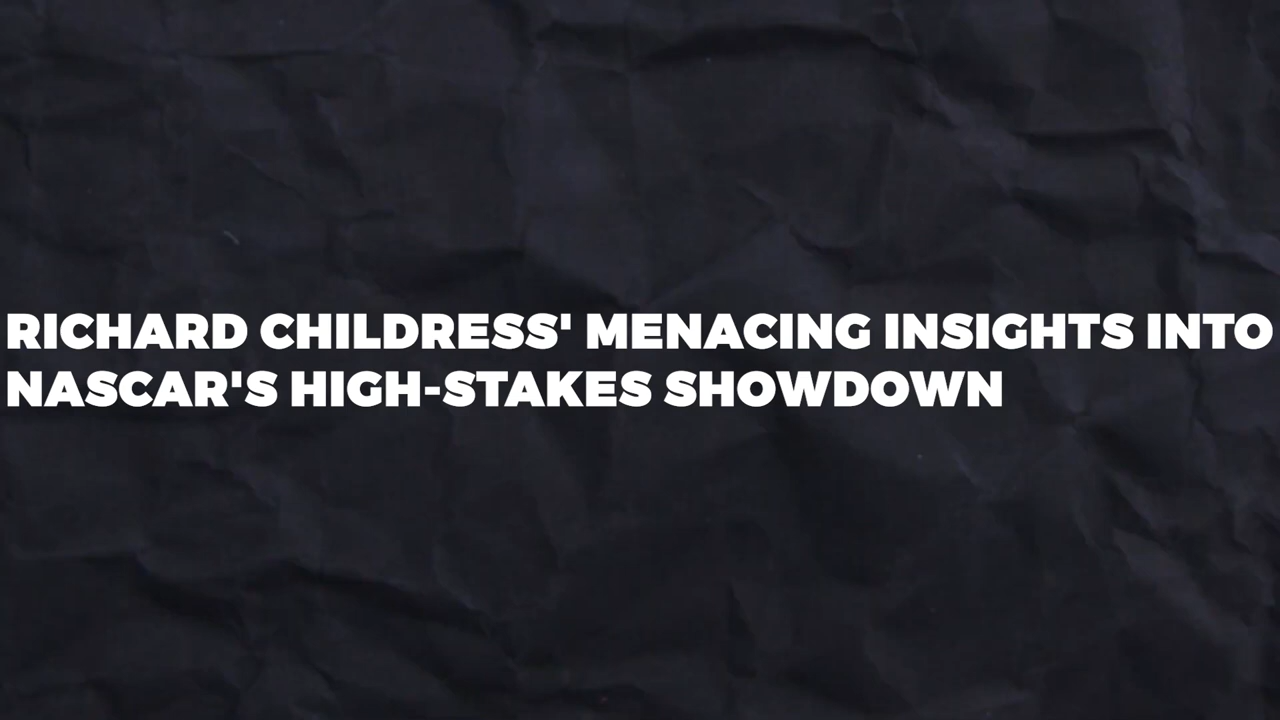 RICHARD CHILDRESS' MENACING INSIGHTS INTO
NASCAR'S HIGH-STAKES SHOWDOWN